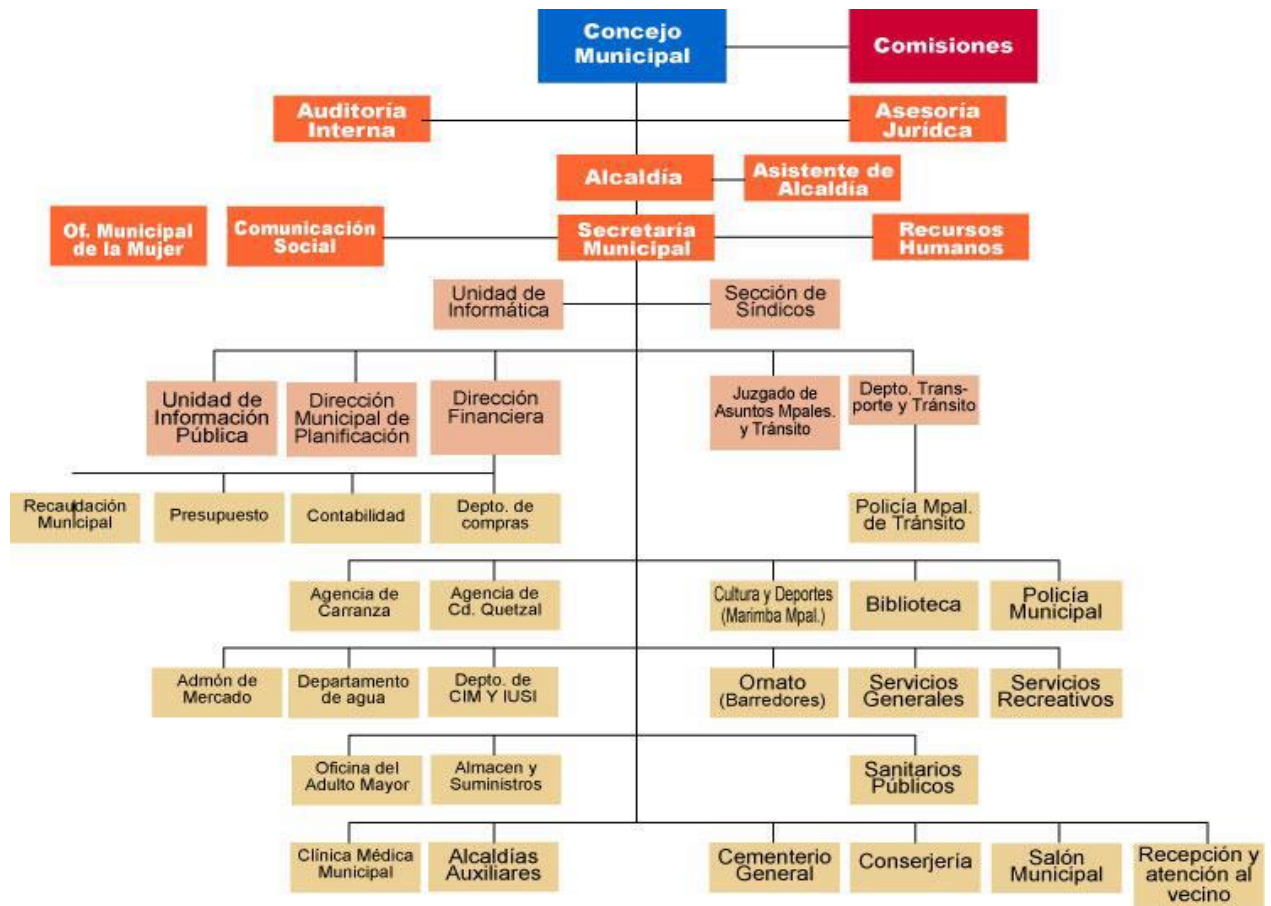 Concejo
Municipal
Comisiones
Auditoría
Interna
Asesoría
Jurídca
Alcaldía
Asistente de
Alcaldía
Of. Municipal
de la Mujer
Comunicación
Social
Secretaría
Municipal
Recursos
Humanos
Unidad de
Informática
Sección de
Síndicos
Unidad de
Información
Pública
Dirección
Municipal de
Planificación
Dirección
Financiera
Juzgado de
Asuntos Mpales.
y Tránsito
Depto. Trans-
porte y Tránsito
Recaudación
Municipal
Presupuesto
Contabilidad
Depto. de
compras
Policía Mpal.
de Tránsito
Agencia de
Carranza
Agencia de
Cd. Quetzal
Cultura y Deportes
(Marimba Mpal.)
Biblioteca
Policía
Municipal
Admón de
Mercado
Departamento
de agua
Depto. de
CIM Y IUSI
Ornato
(Barredores)
Servicios
Generales
Servicios
Recreativos
Oficina del
Adulto Mayor
Almacen y
Suministros
Sanitarios
Públicos
Clínica Médica
Municipal
Alcaldías
Auxiliares
Cementerio
General
Conserjería
Salón
Municipal
Recepción y
atención al
vecino